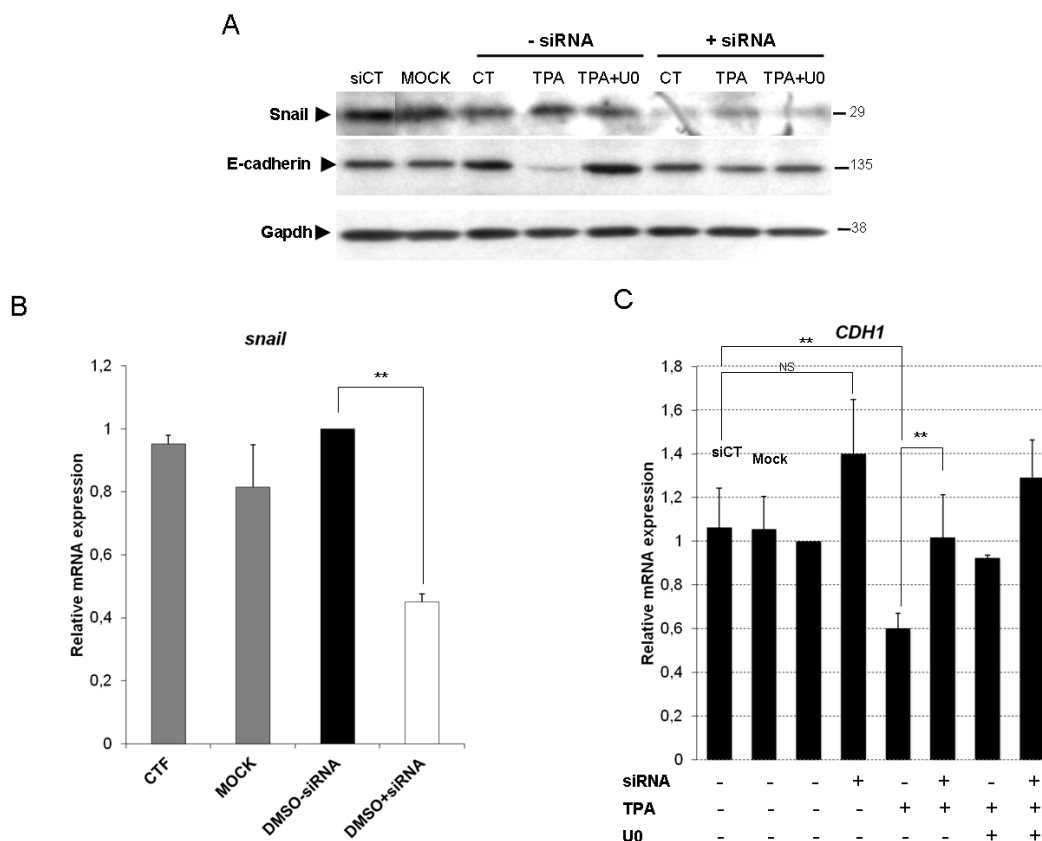 A
- siRNA + siRNA
siCT MOCK CT TPA TPA+U0 CT TPA TPA+U0
Snail 29
E-cadherin 135
Gapdh 38
B
snail
Relative mRNA expression
1,2
1
0,8
0,6
0,4
0,2
0
**
CTF
MOCK
DMSO-siRNA
DMSO+siRNA
C
CDH1
Relative mRNA expression
1,8
1,6
1,4
1,2
1
0,8
0,6
0,4
0,2
0
**
NS
**
siCT
Mock
siRNA - - - + - + - +
TPA - - - - + + + +
U0 - - - - - - + +